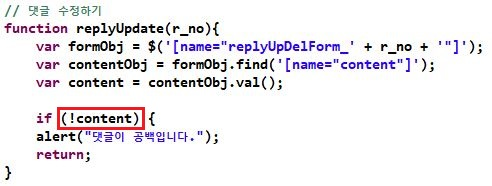 // 댓글 수정하기
function replyUpdate(r_no){
    var formObj = $('[name="replyUpDelForm_' + r_no + '"]');
    var contentObj = formObj.find('[name="content"]');
    var content = contentObj.val();

    if (!content) {
    alert("댓글이 공백입니다.");
    return;
}